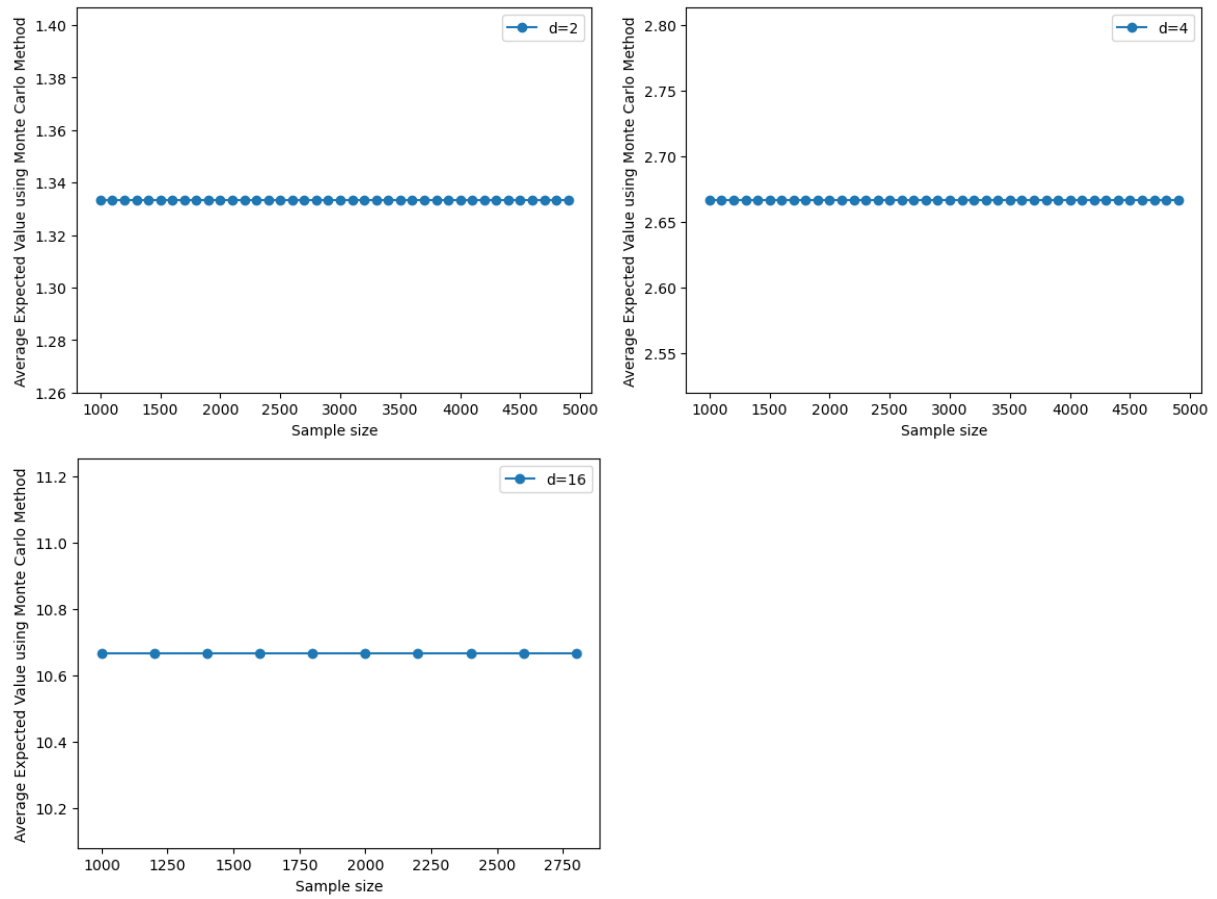 Average Expected Value using Monte Carlo Method
1.40
1.38
1.36
1.34
1.32
1.30
1.28
1.26
d=2
1000 1500 2000 2500 3000 3500 4000 4500 5000
Sample size
Average Expected Value using Monte Carlo Method
2.80
2.75
2.70
2.65
2.60
2.55
d=4
1000 1500 2000 2500 3000 3500 4000 4500 5000
Sample size
Average Expected Value using Monte Carlo Method
11.2
11.0
10.8
10.6
10.4
10.2
d=16
1000 1250 1500 1750 2000 2250 2500 2750
Sample size